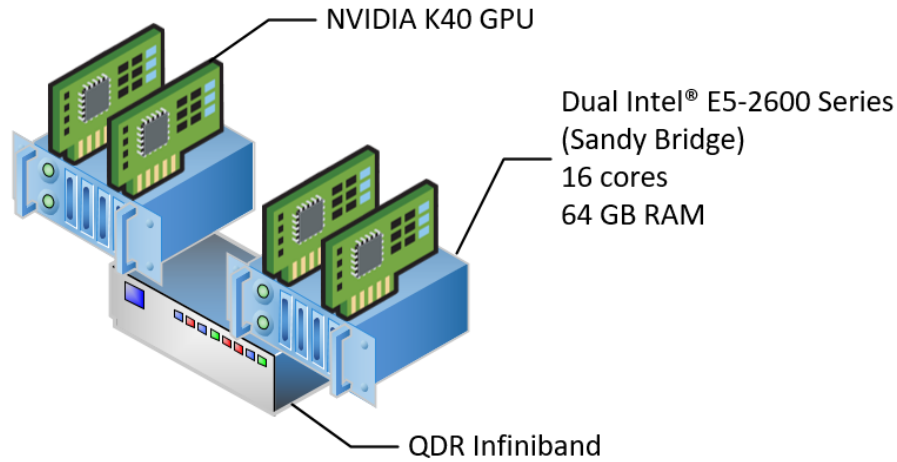 NVIDIA K40 GPU
Dual Intel® E5-2600 Series
(Sandy Bridge)
16 cores
64 GB RAM
QDR Infiniband